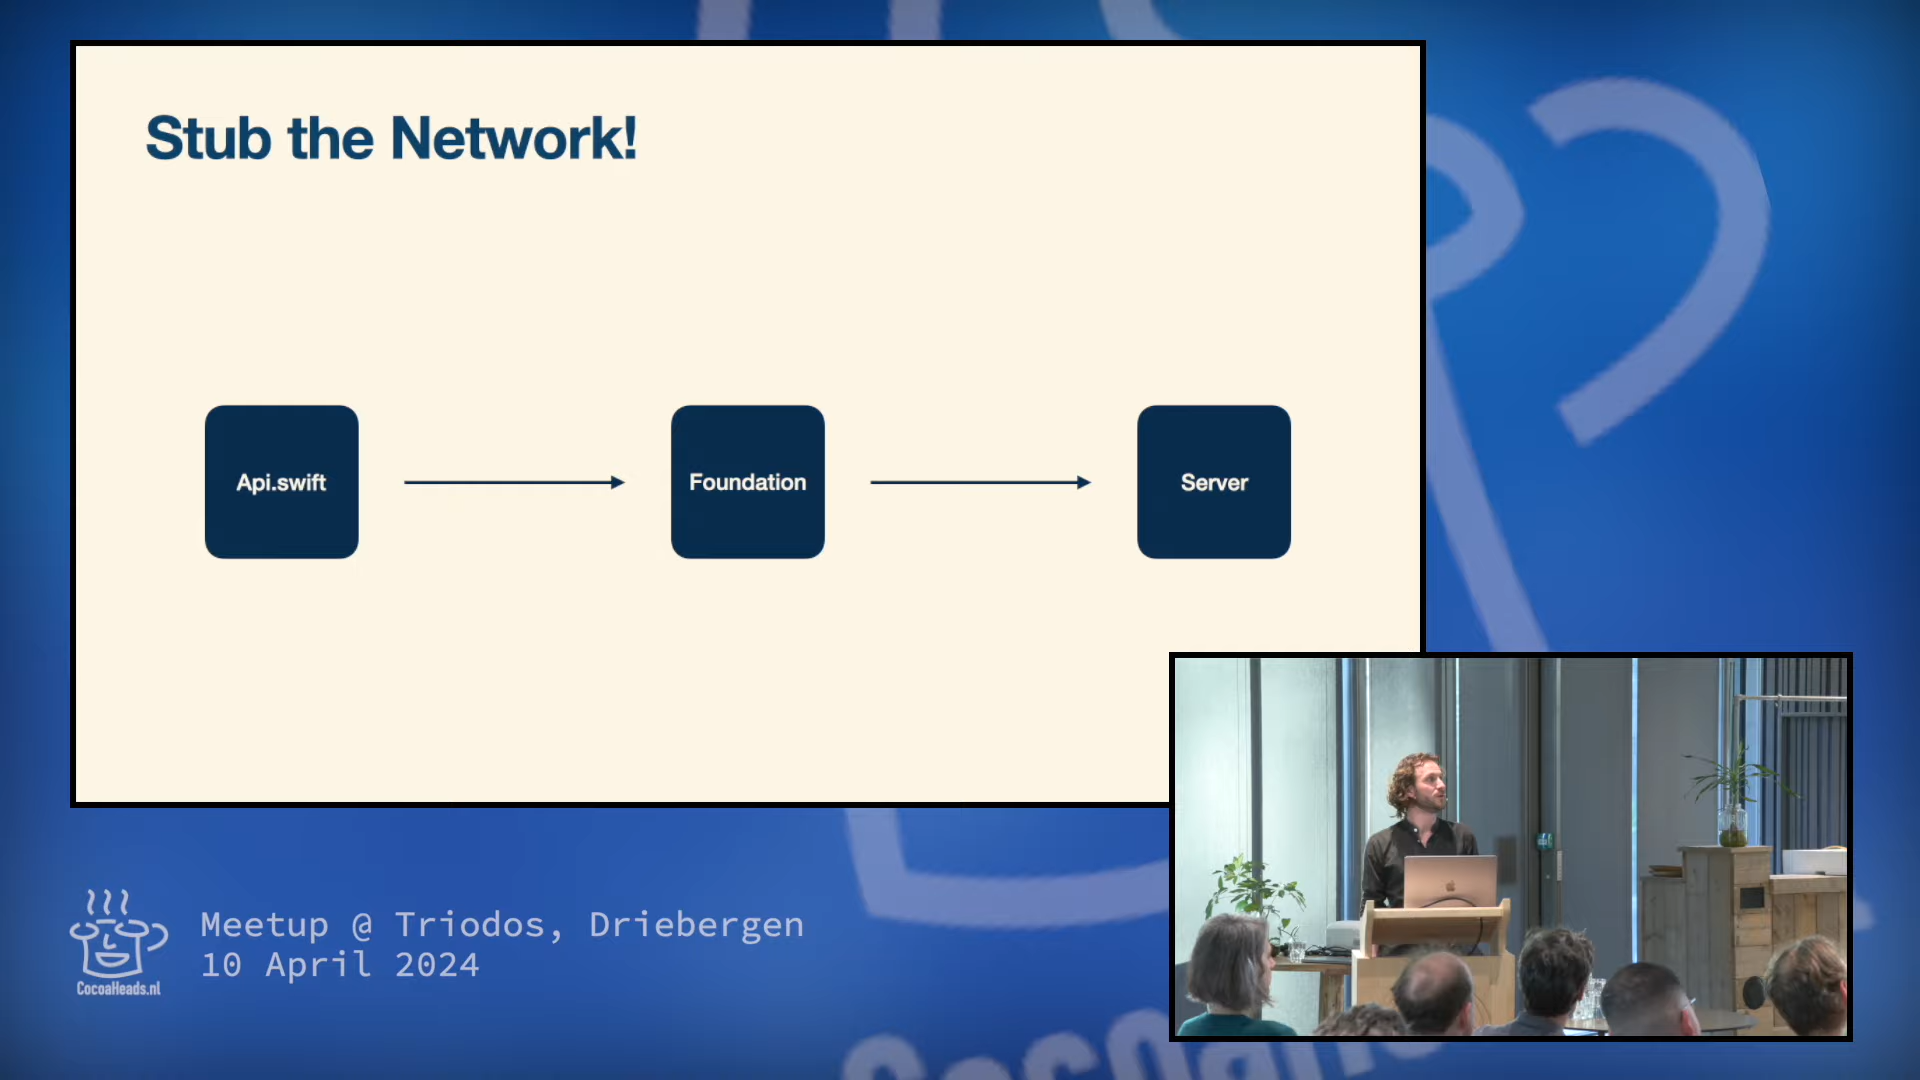 Stub the Network!
Api.swift
Foundation
Server
Meetup @ Triodos, Driebergen
10 April 2024
CocoaHeads.nl